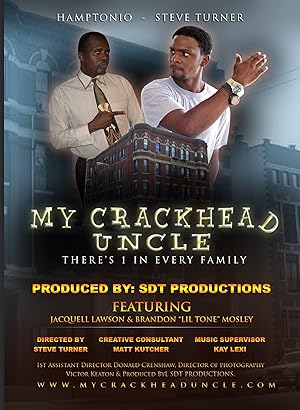 HAMPTONIO - STEVE TURNER
MY CRACKHEAD
UNCLE
THERE'S 1 IN EVERY FAMILY
PRODUCED BY: SDT PRODUCTIONS
FEATURING
JACQUELL LAWSON & BRANDON "LIL TONE" MOSLEY
DIRECTED BY CREATIVE CONSULTANT MUSIC SUPERVISOR
STEVE TURNER MATT KUTCHER KAY LEXI
1ST ASSISTANT DIRECTOR DONALD CRENSHAW, DIRECTOR OF PHOTOGRAPHY
VICTOR KEATON & PRODUCED BY: SDT PRODUCTIONS.
WWW.MYCRACKHEADUNCLE.COM